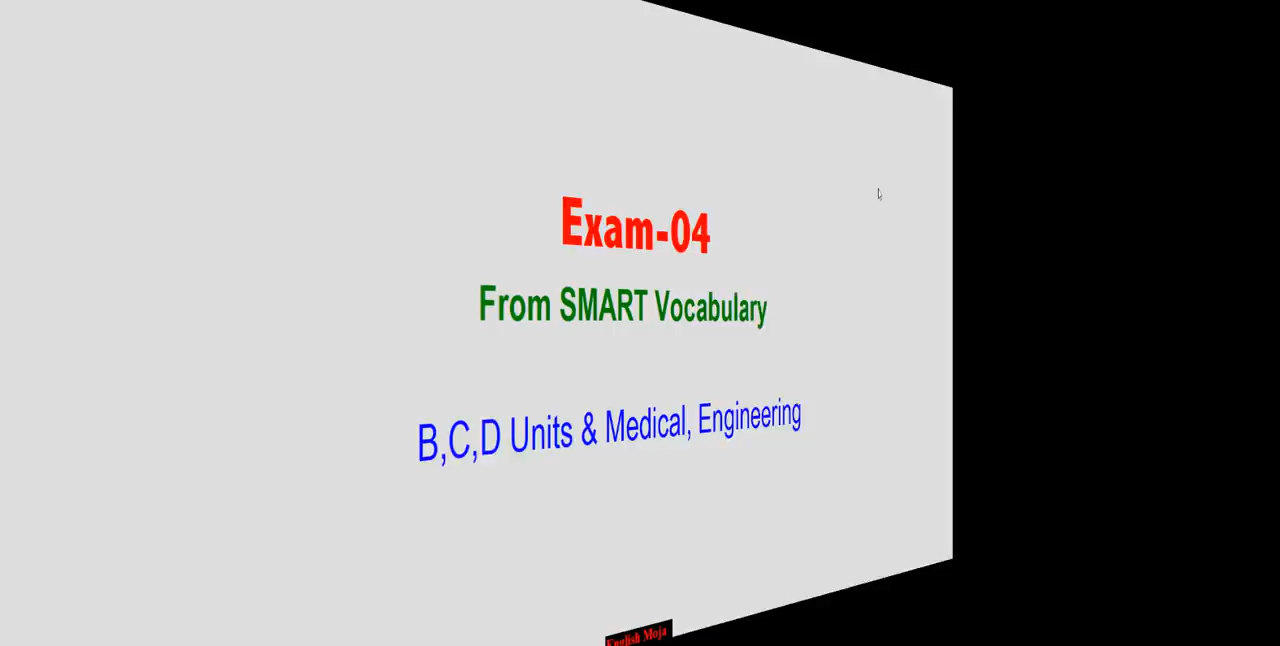 Exam-04
From SMART Vocabulary
B,C,D Units & Medical, Engineering
English Moja